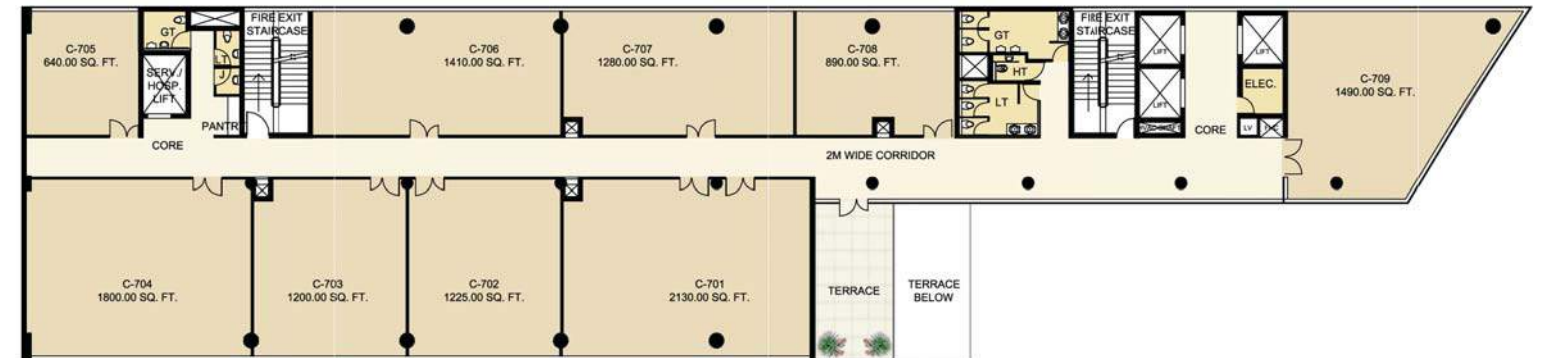 C-705
640.00 SQ. FT.
GT
SERV./
HOSP.
LIFT
LT
J
PANTRY
FIRE EXIT
STAIRCASE
C-706
1410.00 SQ. FT.
C-707
1280.00 SQ. FT.
C-708
890.00 SQ. FT.
GT
HT
LT
FIRE EXIT
STAIRCASE
LIFT
LIFT
LIFT
ELEC.
LV
CORE
C-709
1490.00 SQ. FT.
CORE
2M WIDE CORRIDOR
C-704
1800.00 SQ. FT.
C-703
1200.00 SQ. FT.
C-702
1225.00 SQ. FT.
C-701
2130.00 SQ. FT.
TERRACE
TERRACE
BELOW